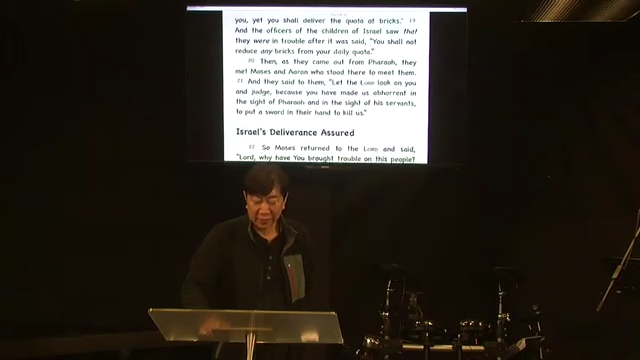 you, yet you shall deliver the quota of bricks." 19
And the officers of the children of Israel saw that
they were in trouble after it was said, "You shall not
reduce any bricks from your daily quota."
20 Then, as they came out from Pharaoh, they
met Moses and Aaron who stood there to meet them.
21 And they said to them, "Let the LORD look on you
and judge, because you have made us abhorrent in
the sight of Pharaoh and in the sight of his servants,
to put a sword in their hand to kill us."
Israel's Deliverance Assured
22 So Moses returned to the LORD and said,
"Lord, why have You brought trouble on this people?